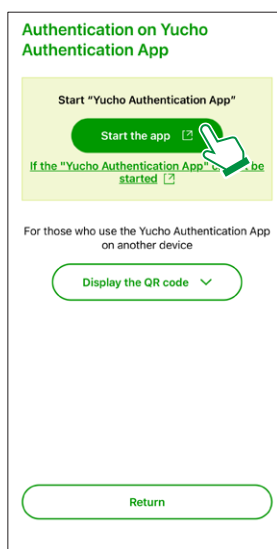 Authentication on Yucho
Authentication App
Start “Yucho Authentication App”
Start the app
If the "Yucho Authentication App" be
started
For those who use the Yucho Authentication App
on another device
Display the QR code
Return